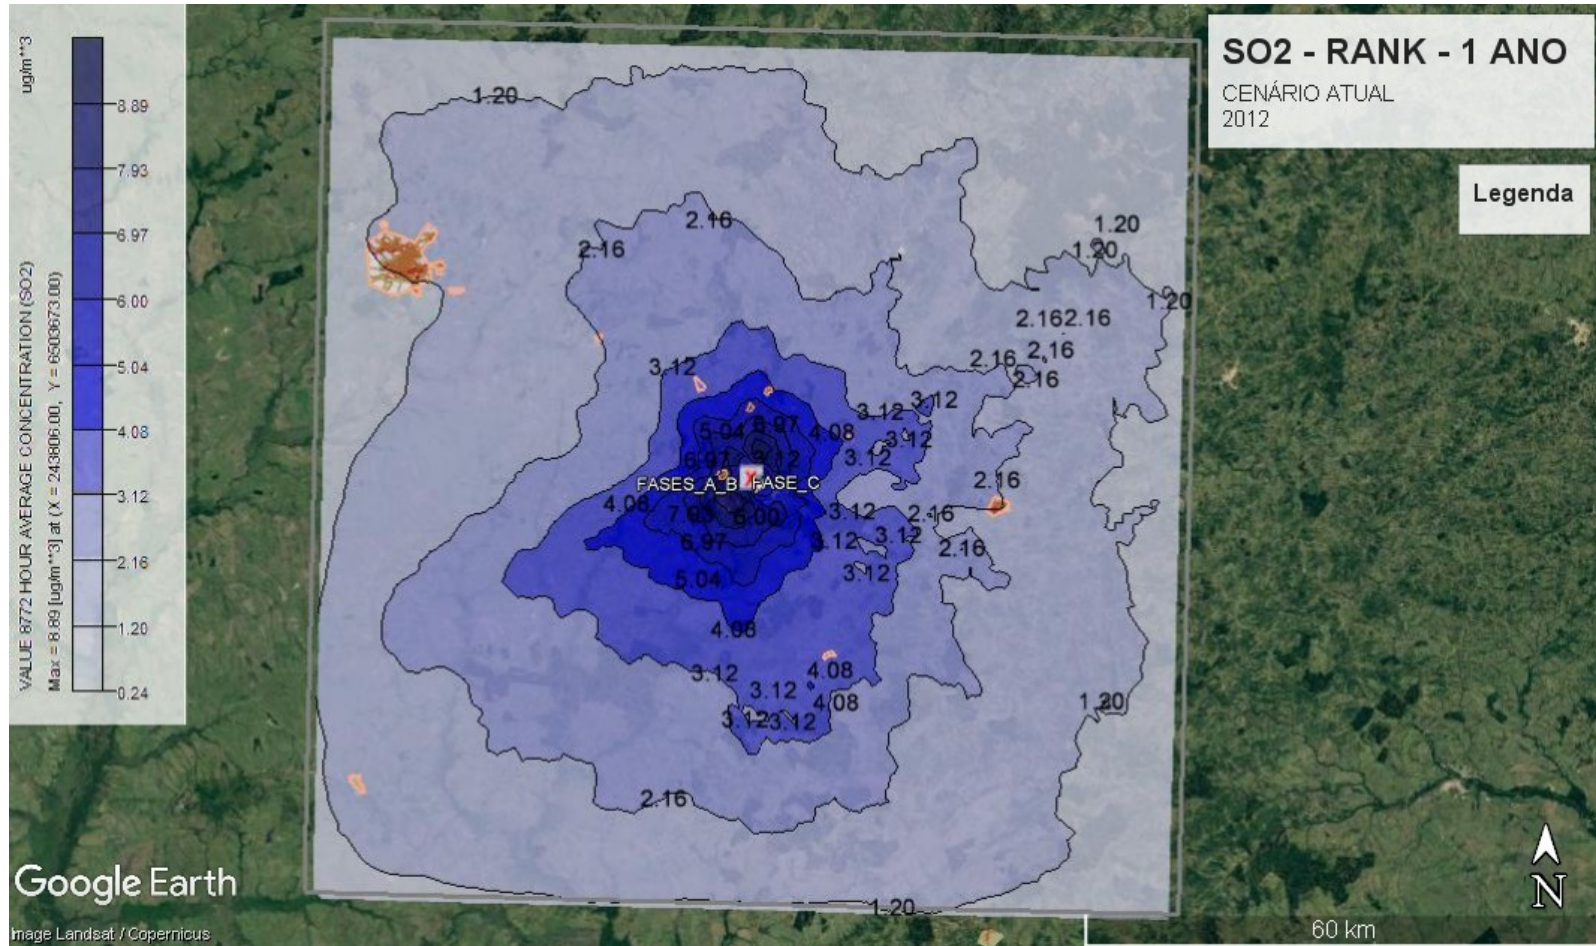 SO2 - RANK - 1 ANO
CENÁRIO ATUAL
2012
Legenda
ug/m**3
VALUE 8772 HOUR AVERAGE CONCENTRATION (SO2)
Max = 8.89 [ug/m**3] at (X = 243806.00, Y = 6503673.00)
8.89
7.93
6.97
6.00
5.04
4.08
3.12
2.16
1.20
0.24
1.20
2.16
2.16
1.20
1.20
1.20
2.16 2.16
2.16 2.16
2.16
3.12
3.12 3.12
5.04 6.97 4.08
3.12
6.97 3.12 3.12
FASES_A_B FASE_C
2.16
4.08 7.93 6.00 3.12 2.16
6.97 3.12 3.12 2.16
5.04 3.12
4.08
3.12 4.08
3.12 4.08
3.12 3.12
1.20
2.16
1.20
Google Earth
Image Landsat / Copernicus
N
60 km